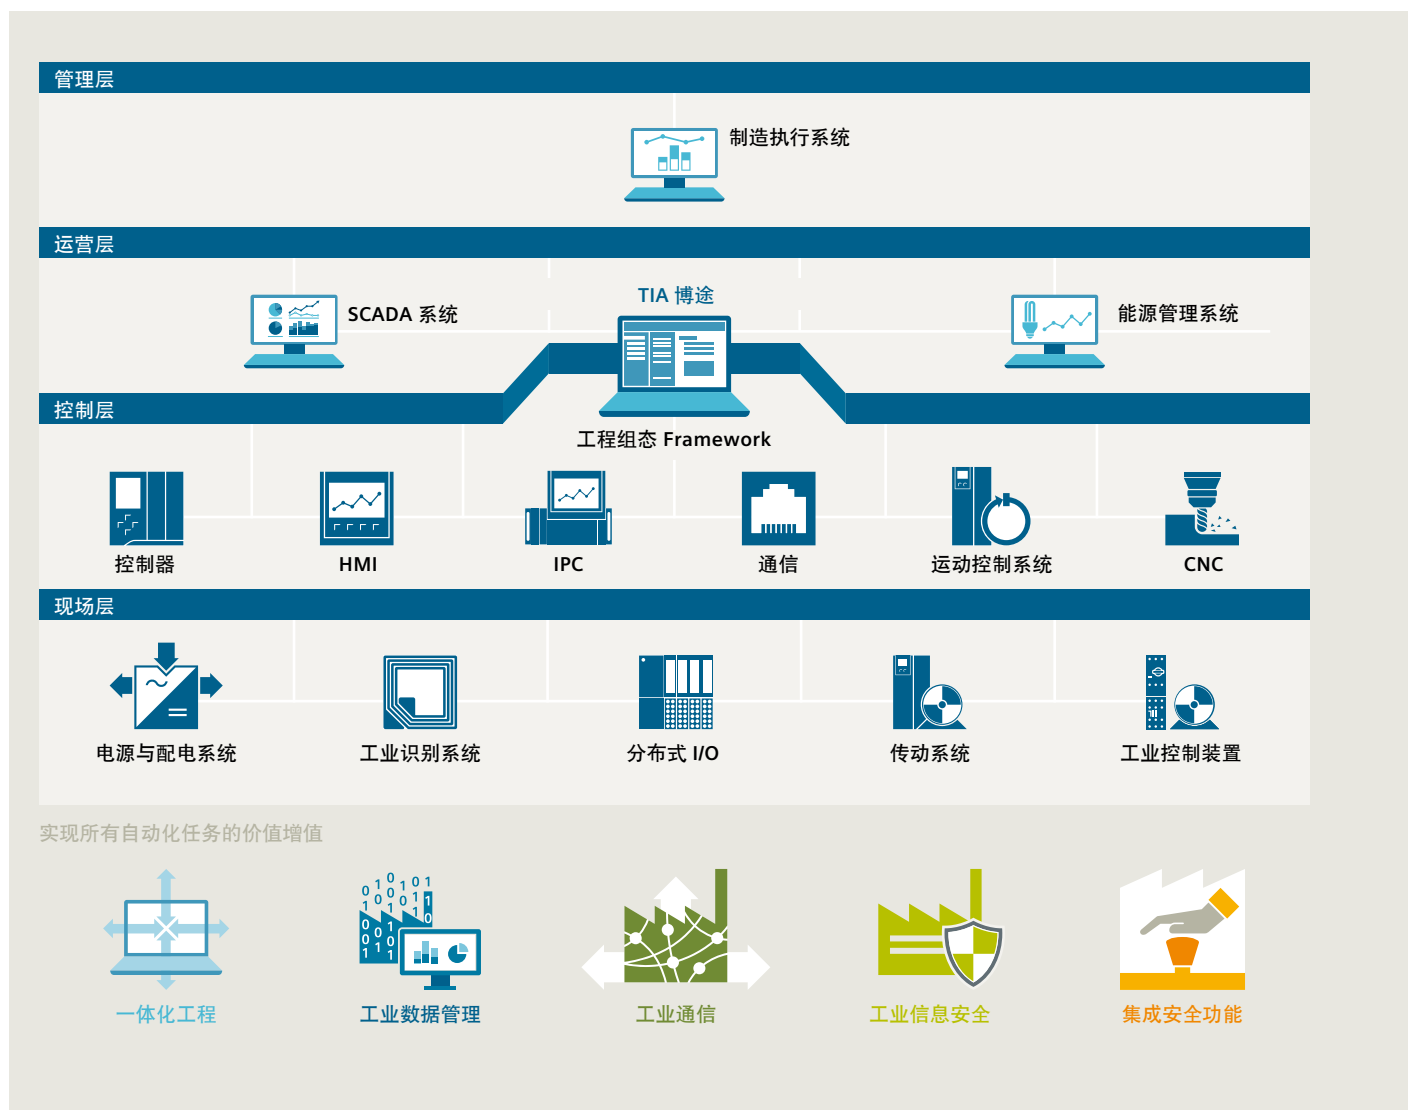 管理层
制造执行系统
运营层
TIA 博途
SCADA 系统
能源管理系统
控制层
工程组态 Framework
控制器
HMI
IPC
通信
运动控制系统
CNC
现场层
电源与配电系统
工业识别系统
分布式 I/O
传动系统
工业控制装置
实现所有自动化任务的价值增值
一体化工程
工业数据管理
工业通信
工业信息安全
集成安全功能